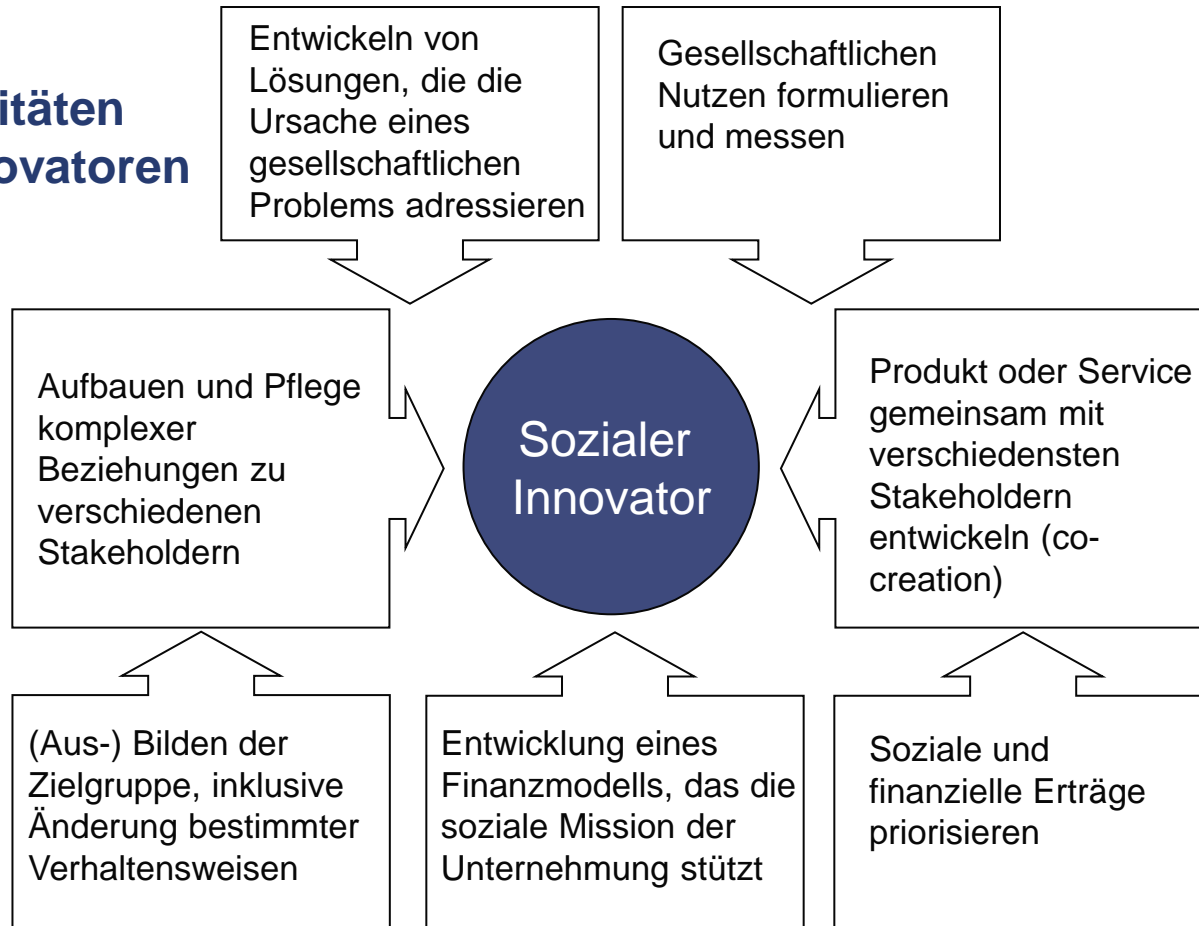 itäten
ovatoren
Entwickeln von
Lösungen, die die
Ursache eines
gesellschaftlichen
Problems adressieren
Gesellschaftlichen
Nutzen formulieren
und messen
Aufbauen und Pflege
komplexer
Beziehungen zu
verschiedenen
Stakeholdern
Sozialer
Innovator
Produkt oder Service
gemeinsam mit
verschiedensten
Stakeholdern
entwickeln (co-
creation)
(Aus-) Bilden der
Zielgruppe, inklusive
Änderung bestimmter
Verhaltensweisen
Entwicklung eines
Finanzmodells, das die
soziale Mission der
Unternehmung stützt
Soziale und
finanzielle Erträge
priorisieren